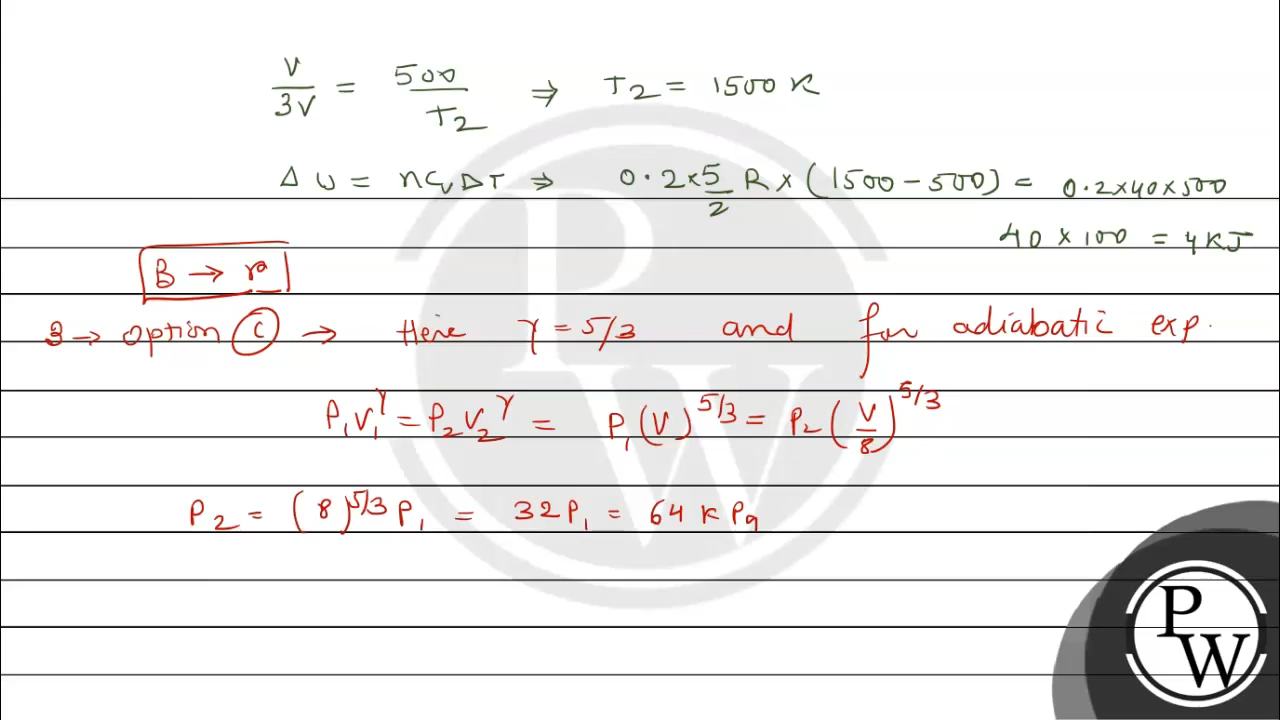 V/3V = 500/T₂ ⇒ T₂ = 1500 K
ΔU = nCᵥΔT ⇒ 0.2×5/2 R×(1500-500) = 0.2×40×500
40×100 = 4KJ
B → r
3 → option (c) → Here γ = 5/3 and for adiabatic exp.
P₁V₁^γ = P₂V₂^γ = P₁(V)^5/3 = P₂(V/8)^5/3
P₂ = (8)^5/3 P₁ = 32P₁ = 64 KPa
PW
PW